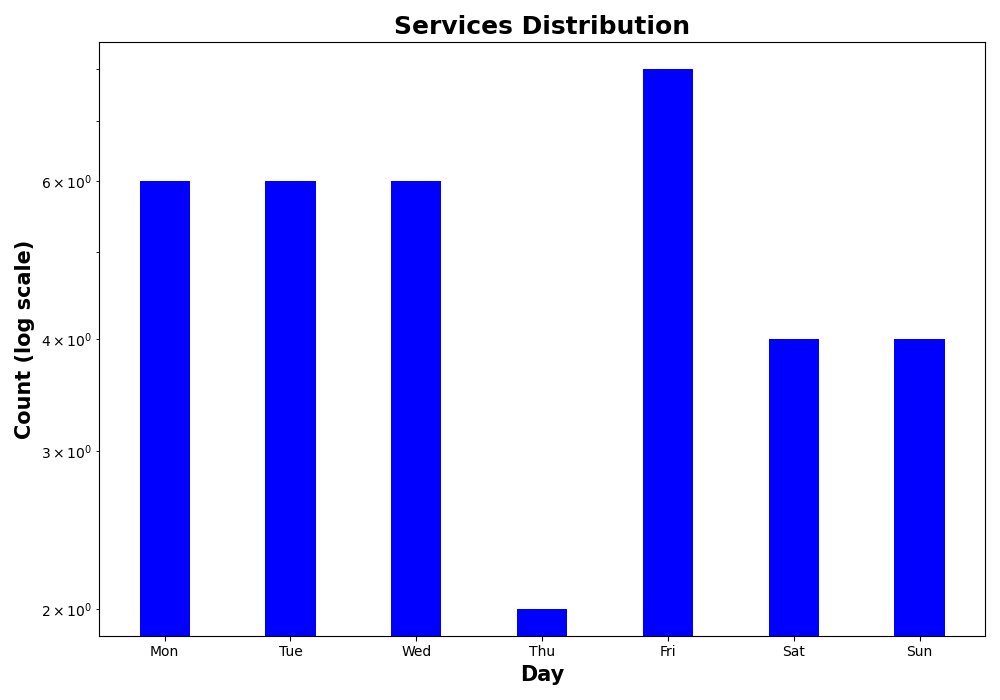 Services Distribution
Count (log scale)
6 × 10⁰
4 × 10⁰
3 × 10⁰
2 × 10⁰
Mon Tue Wed Thu Fri Sat Sun
Day